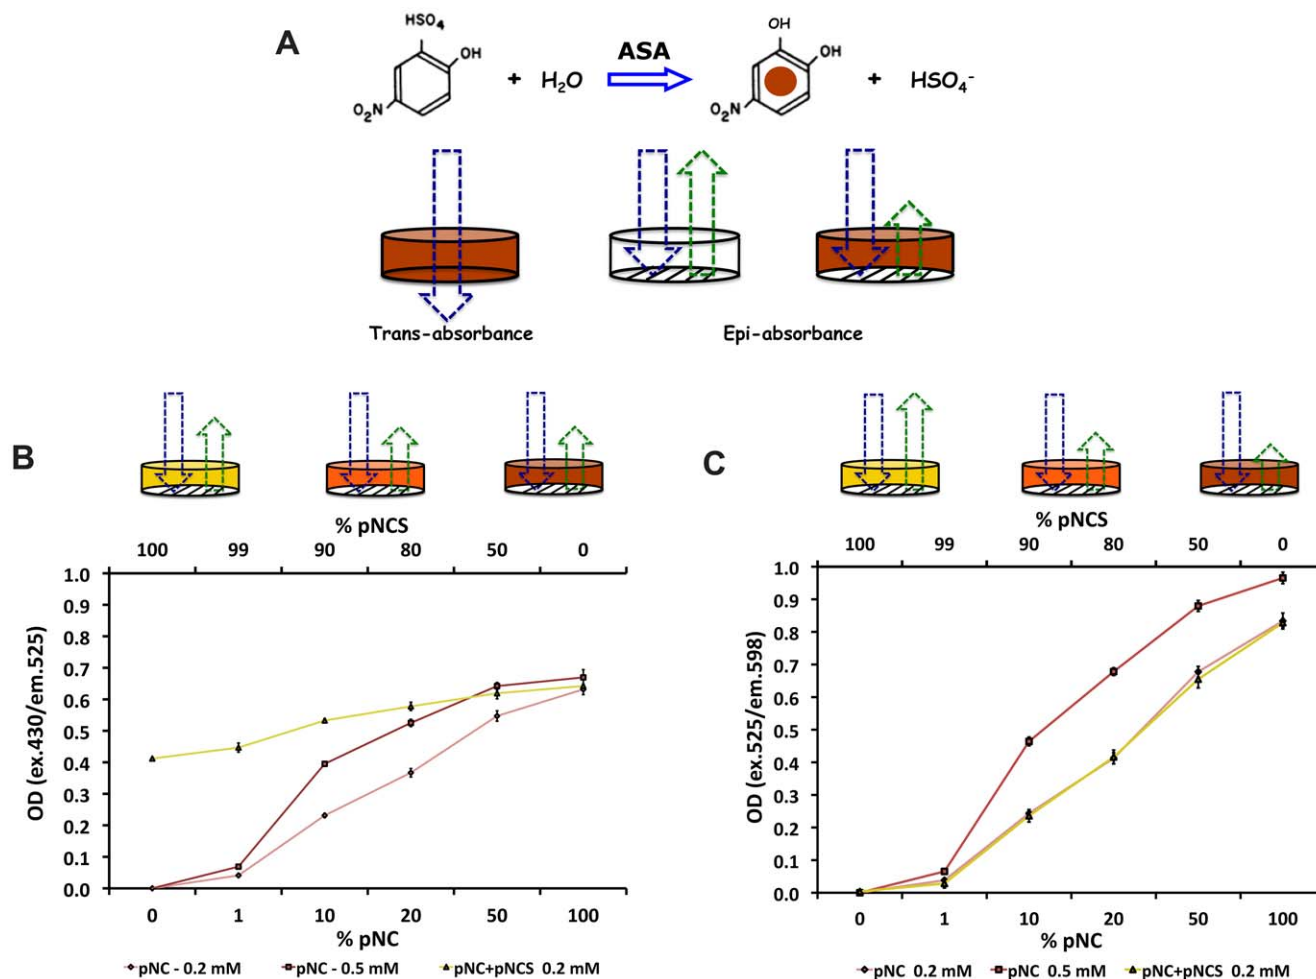 A
HSO₄
OH
O₂N
+ H₂O
ASA
OH
OH
O₂N
+ HSO₄⁻
Trans-absorbance
Epi-absorbance
B
% pNCS
100 99 90 80 50 0
OD (ex.430/em.525)
1.0
0.9
0.8
0.7
0.6
0.5
0.4
0.3
0.2
0.1
0.0
0 1 10 20 50 100
% pNC
pNC - 0.2 mM pNC - 0.5 mM pNC+pNCS 0.2 mM
C
% pNCS
100 99 90 80 50 0
OD (ex.525/em.598)
1.0
0.9
0.8
0.7
0.6
0.5
0.4
0.3
0.2
0.1
0.0
0 1 10 20 50 100
% pNC
pNC 0.2 mM pNC 0.5 mM pNC+pNCS 0.2 mM